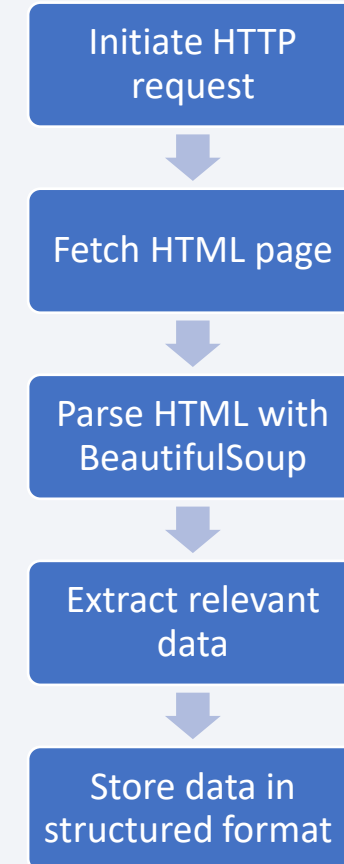 Initiate HTTP
request
Fetch HTML page
Parse HTML with
BeautifulSoup
Extract relevant
data
Store data in
structured format